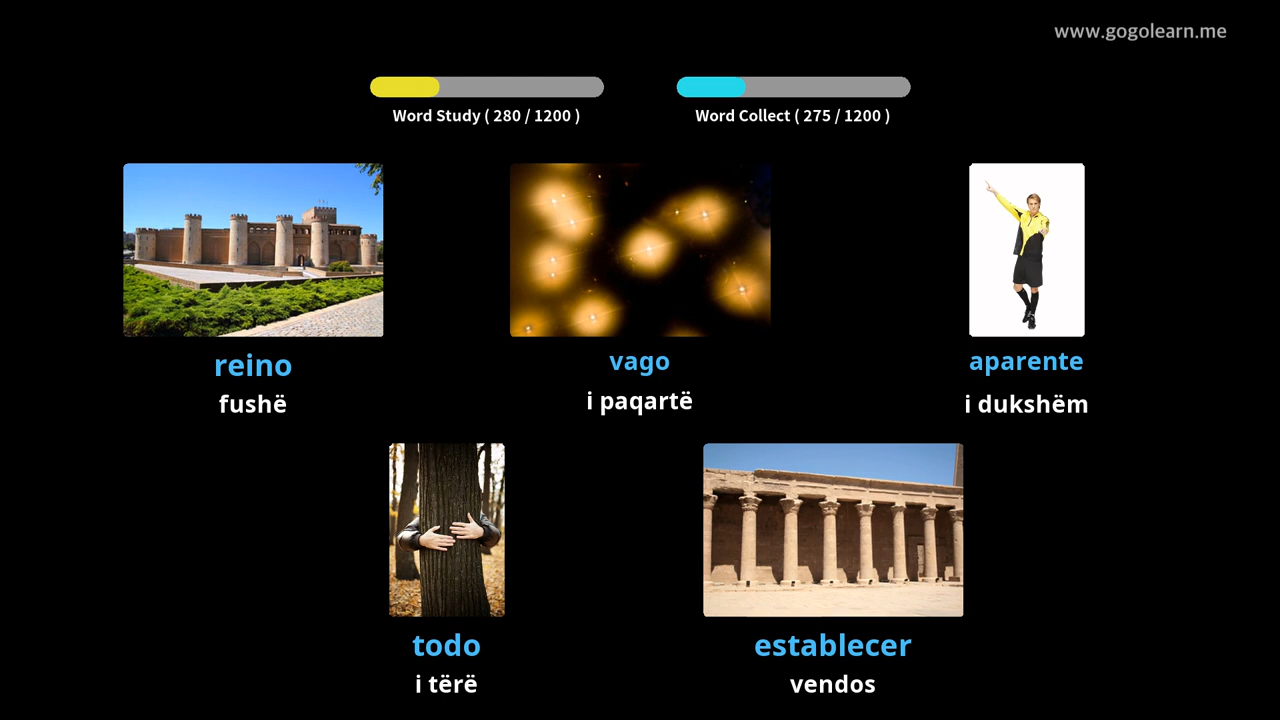 www.gogolearn.me
Word Study ( 280 / 1200 )
Word Collect ( 275 / 1200 )
reino
fushë
vago
i paqartë
aparente
i dukshëm
todo
i tërë
establecer
vendos